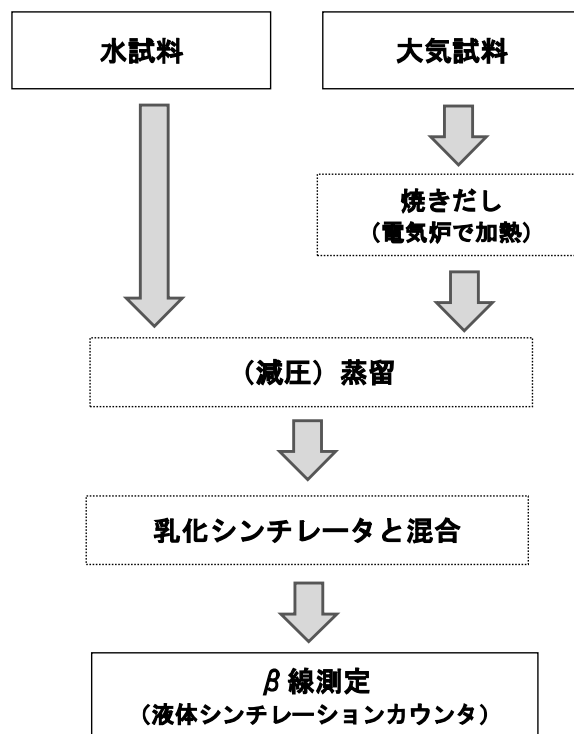 水試料
大気試料
焼きだし
（電気炉で加熱）
（減圧）蒸留
乳化シンチレータと混合
β線測定
（液体シンチレーションカウンタ）